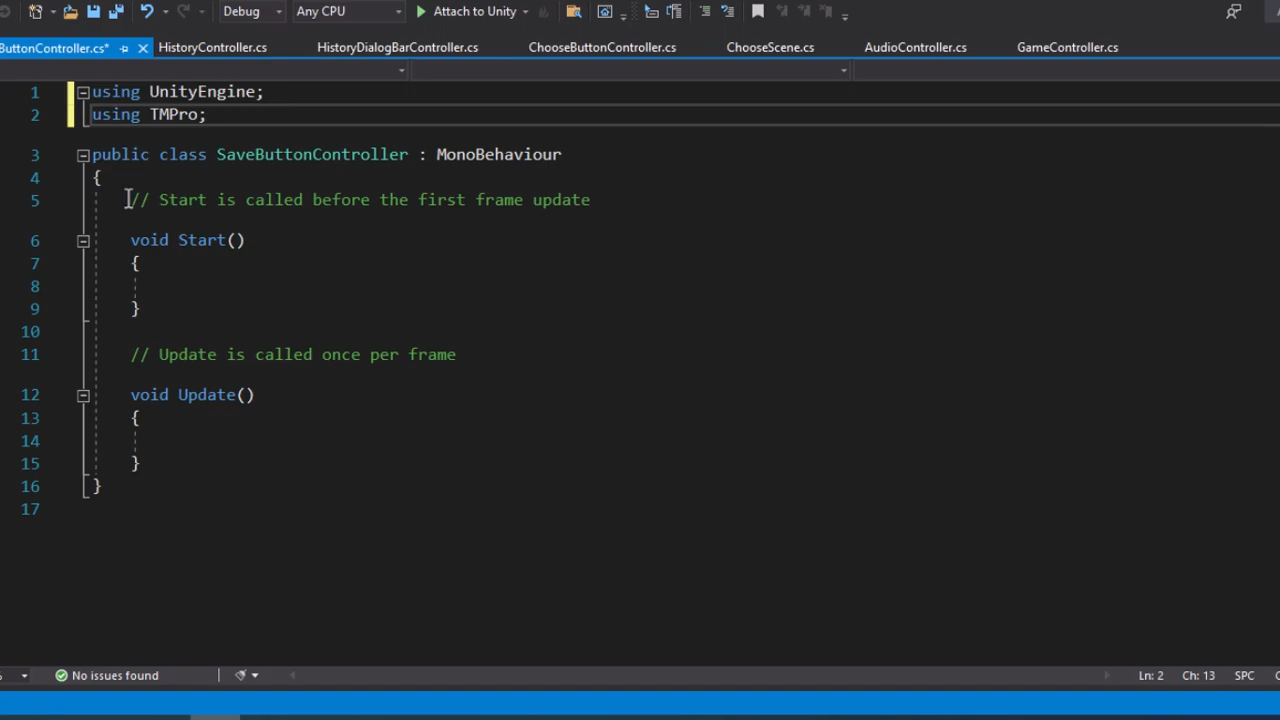 Debug Any CPU Attach to Unity
ButtonController.cs* HistoryController.cs HistoryDialogBarController.cs ChooseButtonController.cs ChooseScene.cs AudioController.cs GameController.cs
1 using UnityEngine;
2 using TMPro;
3 public class SaveButtonController : MonoBehaviour
4 {
5 // Start is called before the first frame update
6 void Start()
7 {
8
9 }
10
11 // Update is called once per frame
12 void Update()
13 {
14
15 }
16 }
17
% No issues found Ln: 2 Ch: 13 SPC